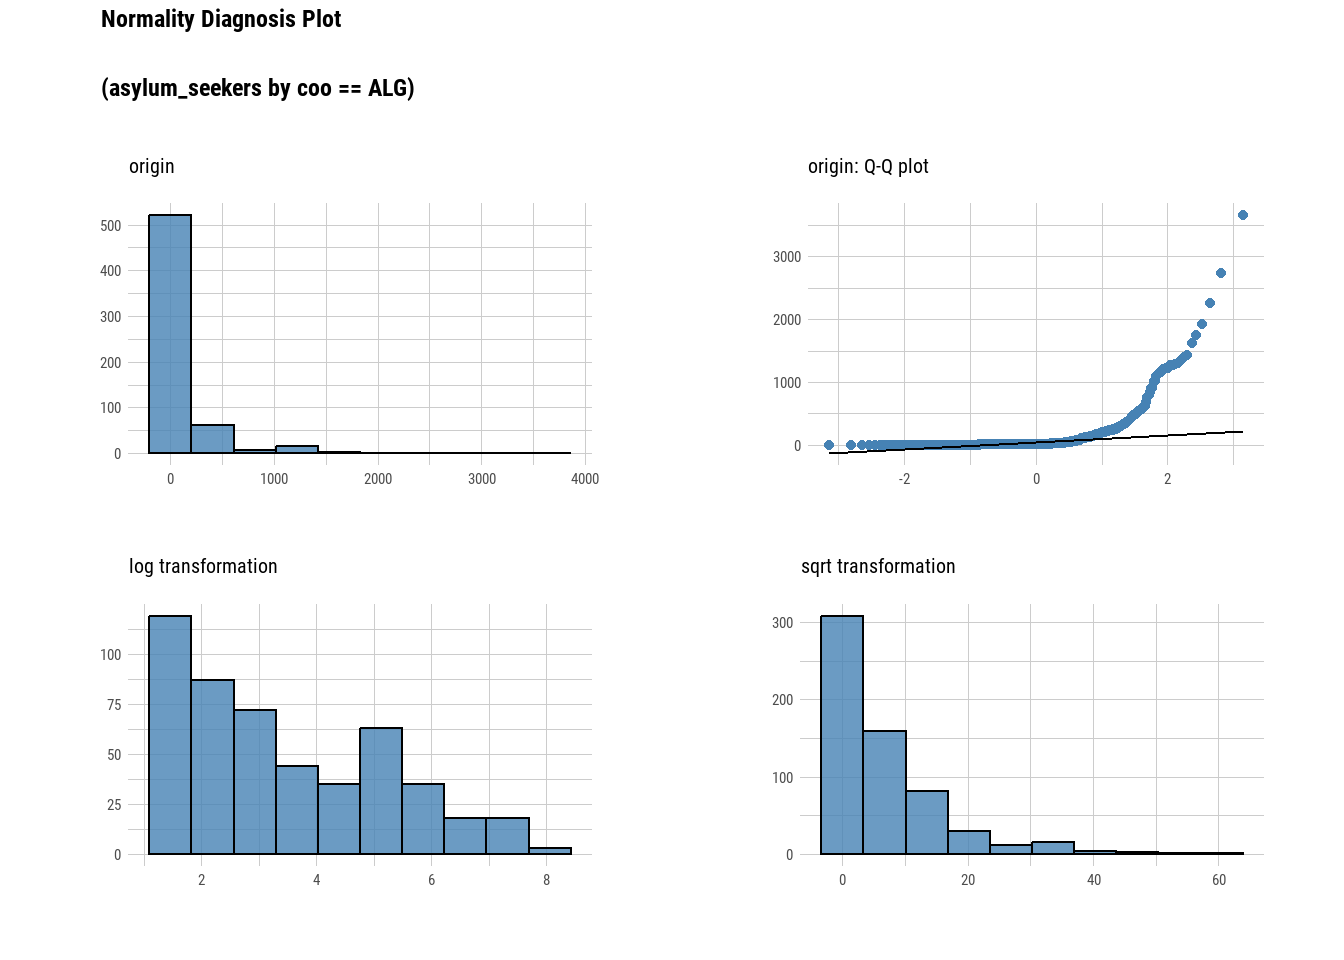 Normality Diagnosis Plot
(asylum_seekers by coo == ALG)
origin
500
400
300
200
100
0
0 1000 2000 3000 4000
origin: Q-Q plot
3000
2000
1000
0
-2 0 2
log transformation
100
75
50
25
0
2 4 6 8
sqrt transformation
300
200
100
0
0 20 40 60